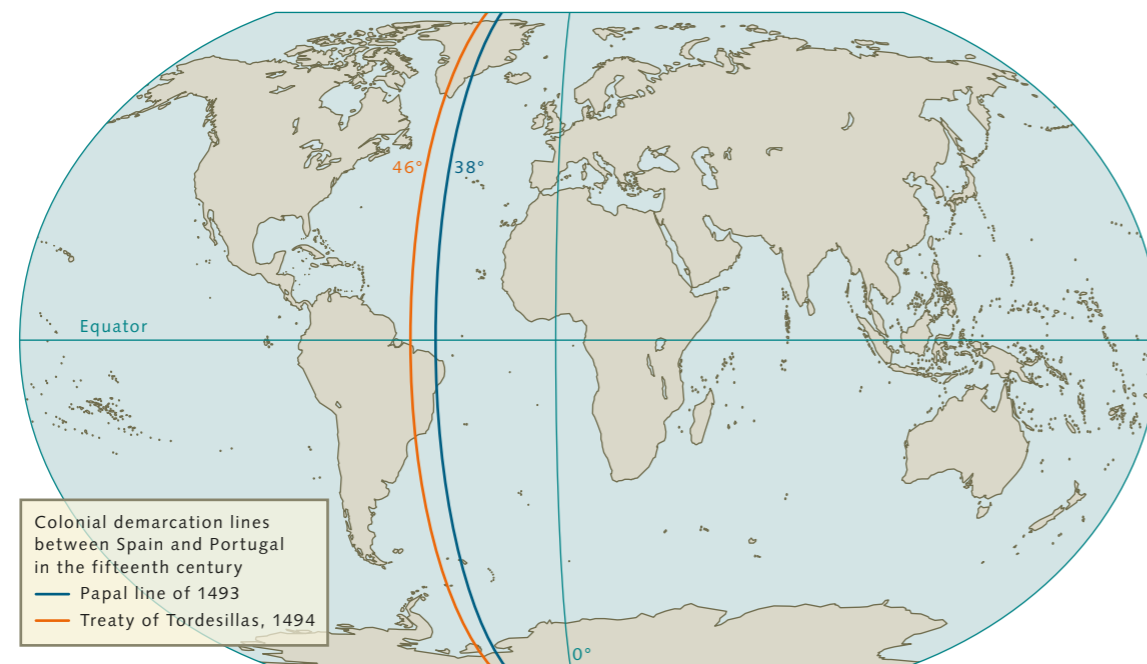 46°
38°
Equator
Colonial demarcation lines
between Spain and Portugal
in the fifteenth century
Papal line of 1493
Treaty of Tordesillas, 1494
0°